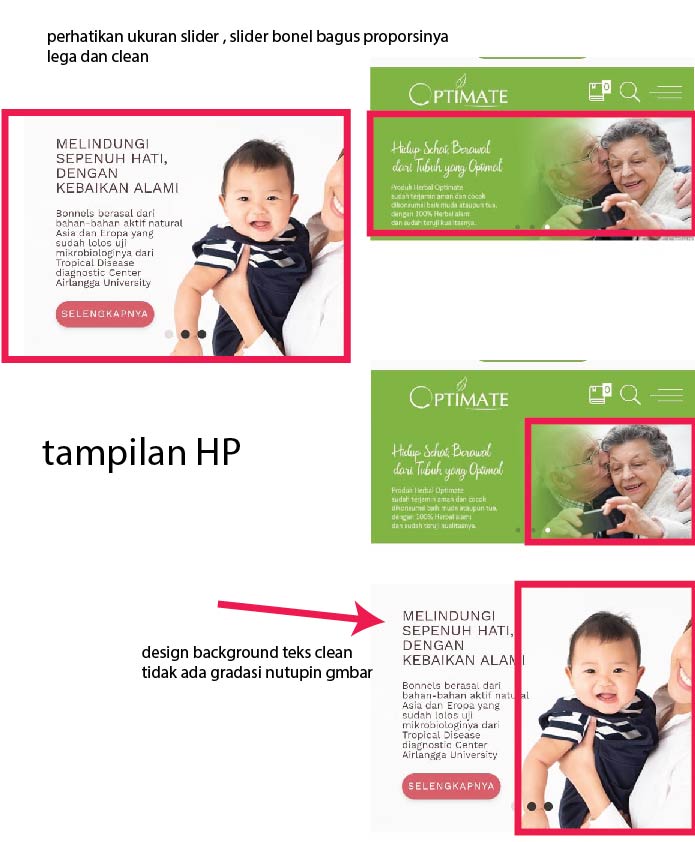 perhatikan ukuran slider , slider bonel bagus proporsinya
lega dan clean
OPTIMATE
0
MELINDUNGI
SEPENUH HATI,
DENGAN
KEBAIKAN ALAMI
Bonnels berasal dari
bahan-bahan aktif natural
Asia dan Eropa yang
sudah lolos uji
mikrobiologinya dari
Tropical Disease
diagnostic Center
Airlangga University
SELENGKAPNYA
Hidup Sehat Berawal
dari Tubuh yang Optimal
Produk Herbal Optimate
sudah terjamin aman dan cocok
dikonsumsi baik muda ataupun tua,
dengan 100% Herbal alami
dan sudah teruji kualitasnya.
tampilan HP
OPTIMATE
0
Hidup Sehat Berawal
dari Tubuh yang Optimal
Produk Herbal Optimate
sudah terjamin aman dan cocok
dikonsumsi baik muda ataupun tua,
dengan 100% Herbal alami
dan sudah teruji kualitasnya.
design background teks clean
tidak ada gradasi nutupin gmbar
MELINDUNGI
SEPENUH HATI,
DENGAN
KEBAIKAN ALAMI
Bonnels berasal dari
bahan-bahan aktif natural
Asia dan Eropa yang
sudah lolos uji
mikrobiologinya dari
Tropical Disease
diagnostic Center
Airlangga University
SELENGKAPNYA